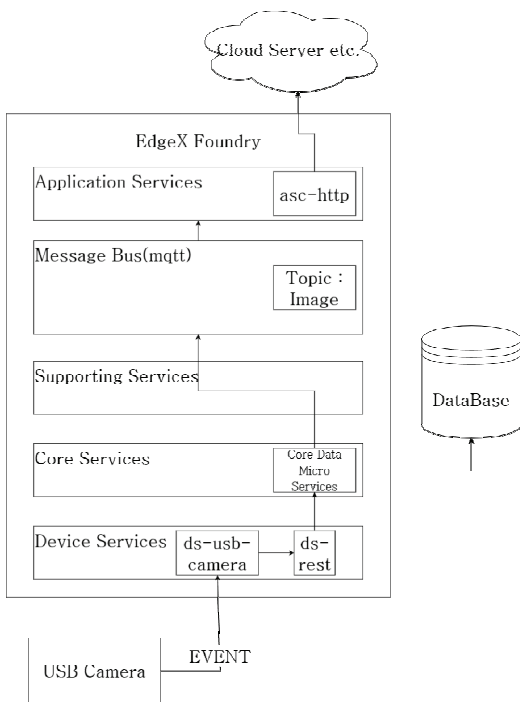 Cloud Server etc.
EdgeX Foundry
Application Services
asc-http
Message Bus(mqtt)
Topic :
Image
Supporting Services
DataBase
Core Services
Core Data
Micro
Services
Device Services
ds-usb-
camera
ds-
rest
EVENT
USB Camera